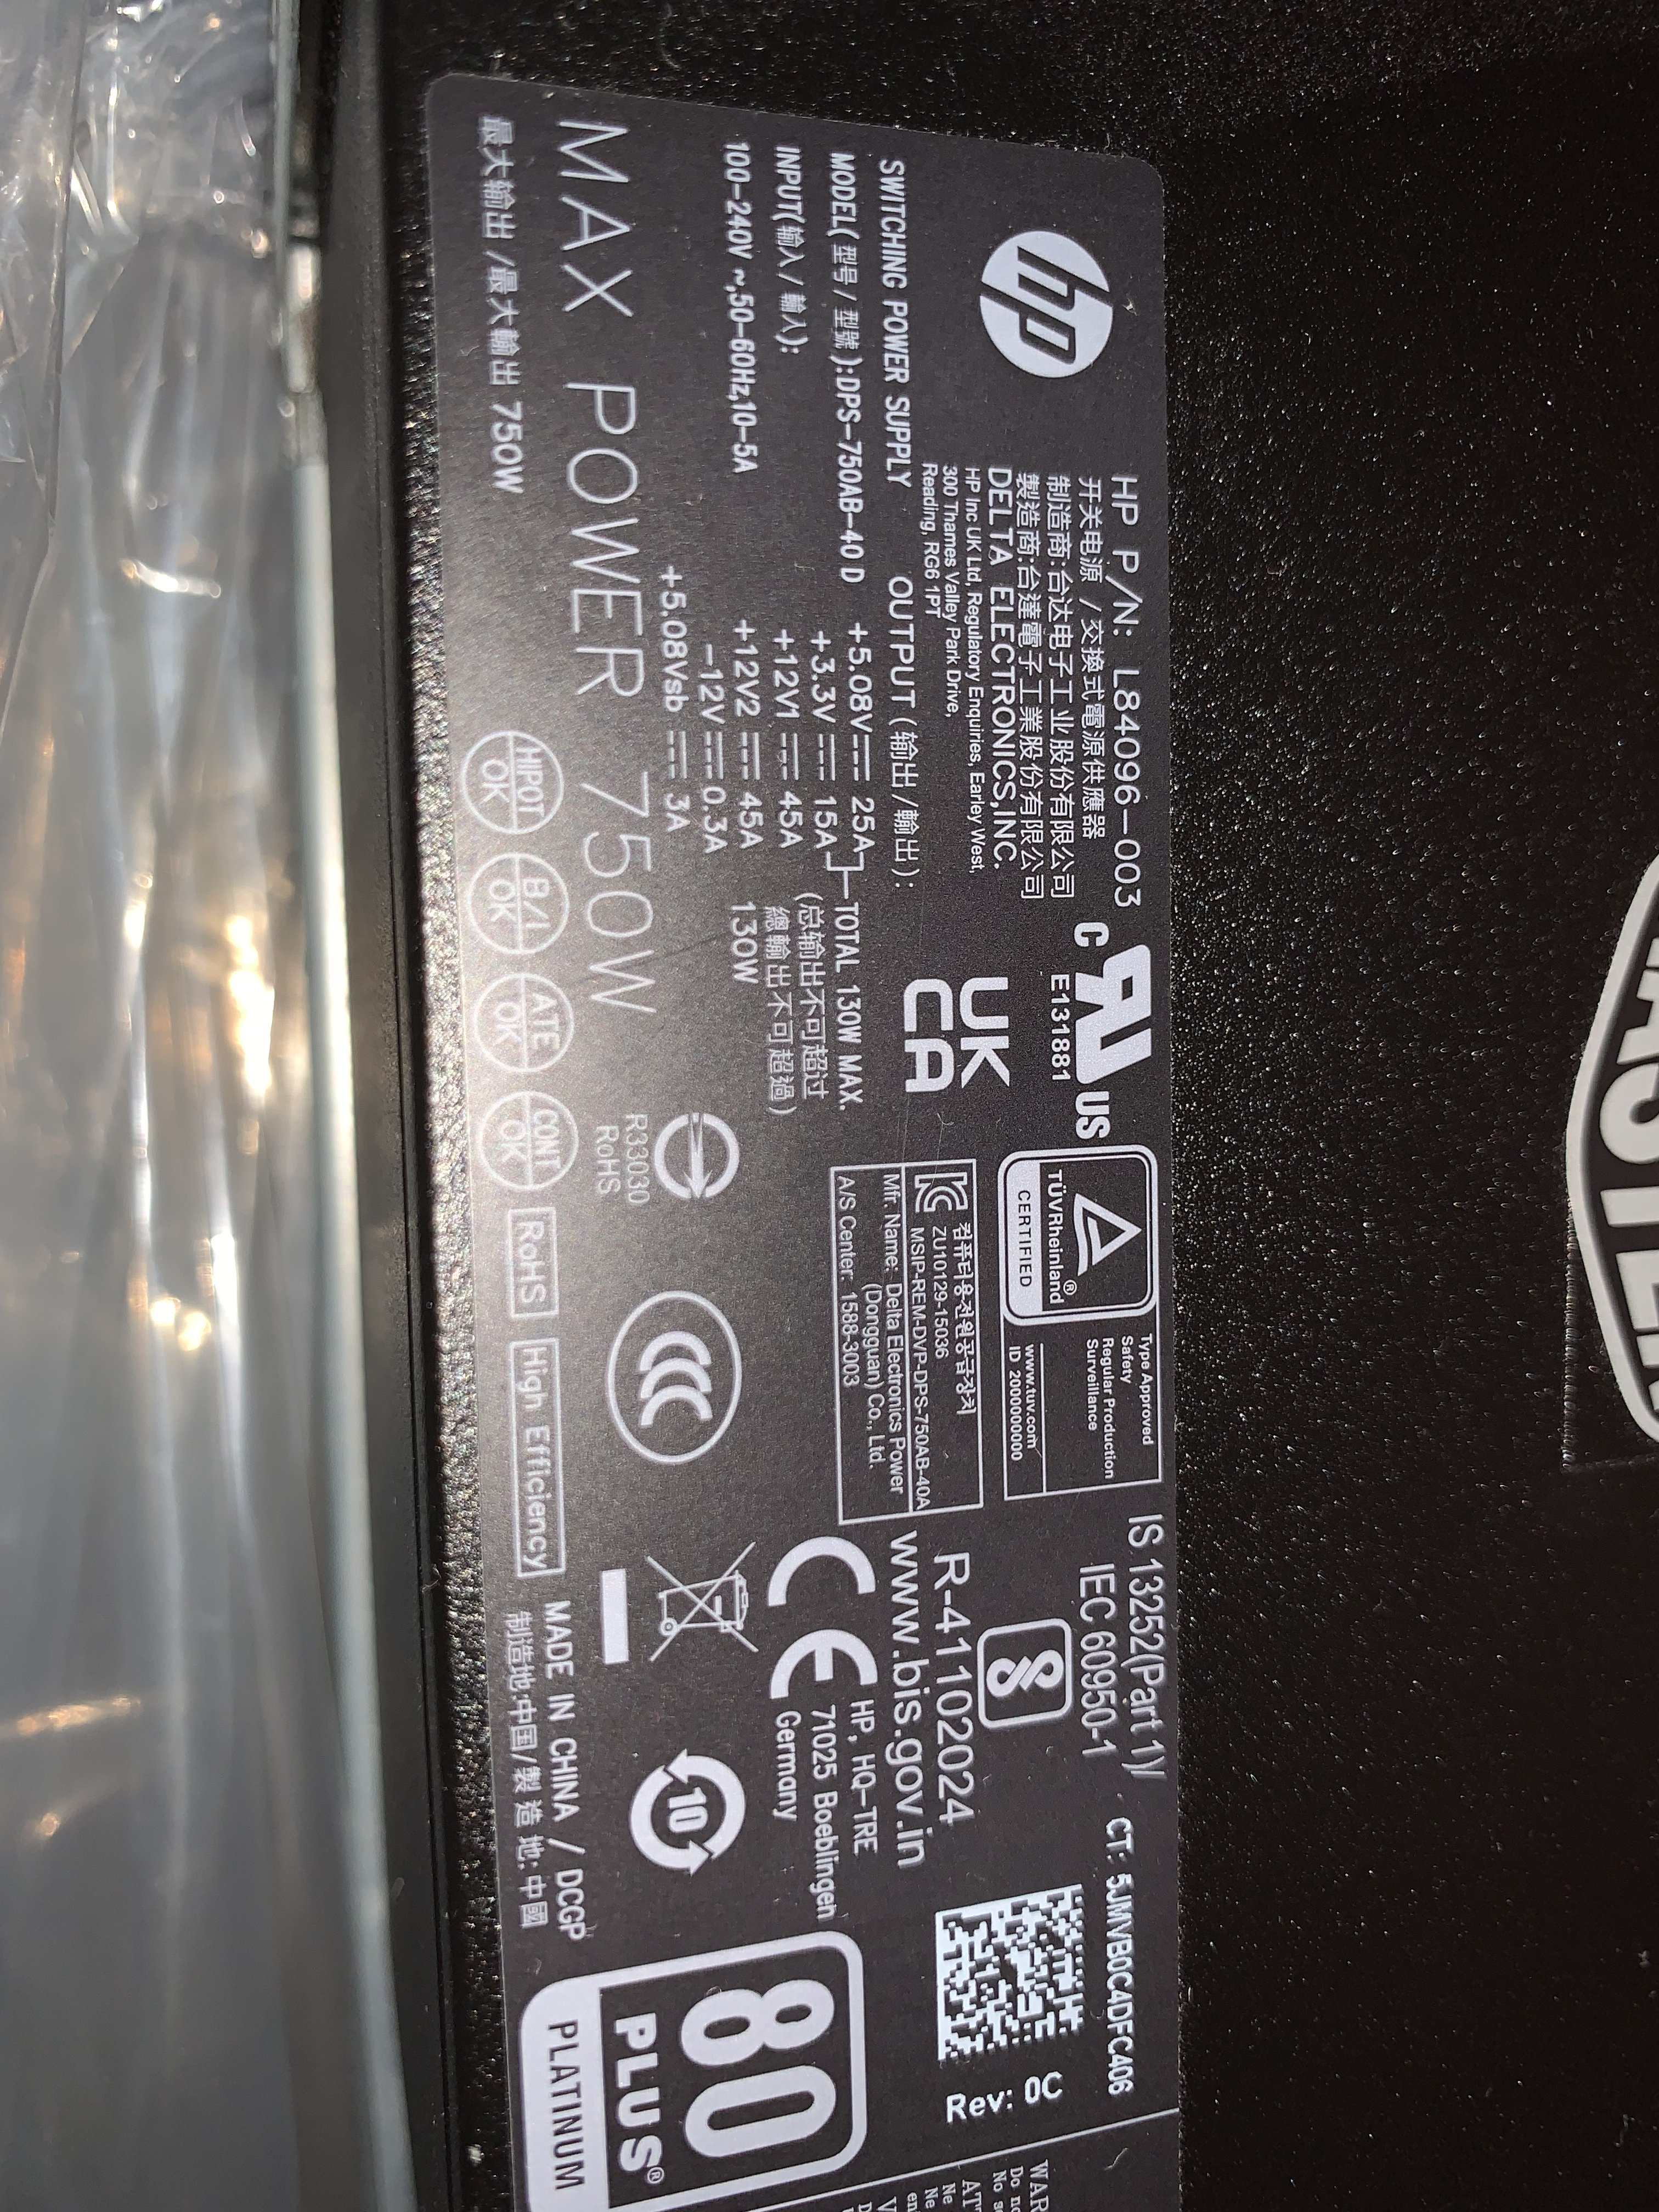 hp
HP P/N: L84096-003
开关电源 / 交換式電源供應器
制造商:台达电子工业股份有限公司
製造商:台達電子工業股份有限公司
DELTA ELECTRONICS,INC.
HP Inc UK Ltd, Regulatory Enquiries, Earley West,
300 Thames Valley Park Drive,
Reading, RG6 1PT
SWITCHING POWER SUPPLY
MODEL(型号/型號):DPS-750AB-40 D
INPUT(输入/輸入):
100-240V ~,50-60Hz,10-5A
OUTPUT(输出/輸出):
+5.08V⎓25A
+3.3V⎓15A
TOTAL 130W MAX.
+12V1⎓45A
(总输出不可超过
+12V2⎓45A
總輸出不可超過)
-12V⎓0.3A
130W
+5.08Vsb⎓3A
MAX POWER 750W
最大输出/最大輸出 750W
HIPOT OK
B/I OK
ATE OK
CONT OK
RoHS
High Efficiency
C US
E131881
UK
CA
R33030
RoHS
TÜVRheinland®
CERTIFIED
Type Approved
Safety
Regular Production
Surveillance
www.tuv.com
ID 2000000000
컴퓨터용전원공급장치
ZU10129-15036
MSIP-REM-DVP-DPS-750AB-40A
Mfr. Name: Delta Electronics Power
(Dongguan) Co., Ltd.
A/S Center: 1588-3003
CCC
IS 13252(Part 1)/
IEC 60950-1
R-41102024
www.bis.gov.in
CE
HP, HQ-TRE
71025 Boeblingen
Germany
10
MADE IN CHINA / DCGP
制造地:中国/製造地:中國
CT: 5JMVB0C4DFC406
Rev: 0C
80
PLUS®
PLATINUM
WAR
Do no
No se
AT
Ne
Ne
en
V
D